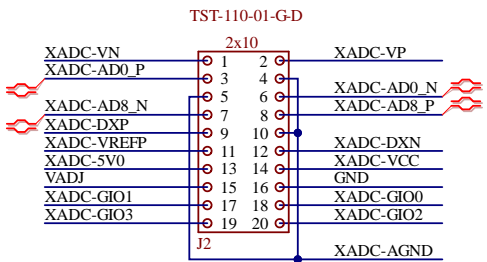 TST-110-01-G-D
2x10
XADC-VN 1 2 XADC-VP
XADC-AD0_P 3 4
5 6 XADC-AD0_N
XADC-AD8_N 7 8 XADC-AD8_P
XADC-DXP 9 10
XADC-VREFP 11 12 XADC-DXN
XADC-5V0 13 14 XADC-VCC
VADJ 15 16 GND
XADC-GIO1 17 18 XADC-GIO0
XADC-GIO3 19 20 XADC-GIO2
J2
XADC-AGND